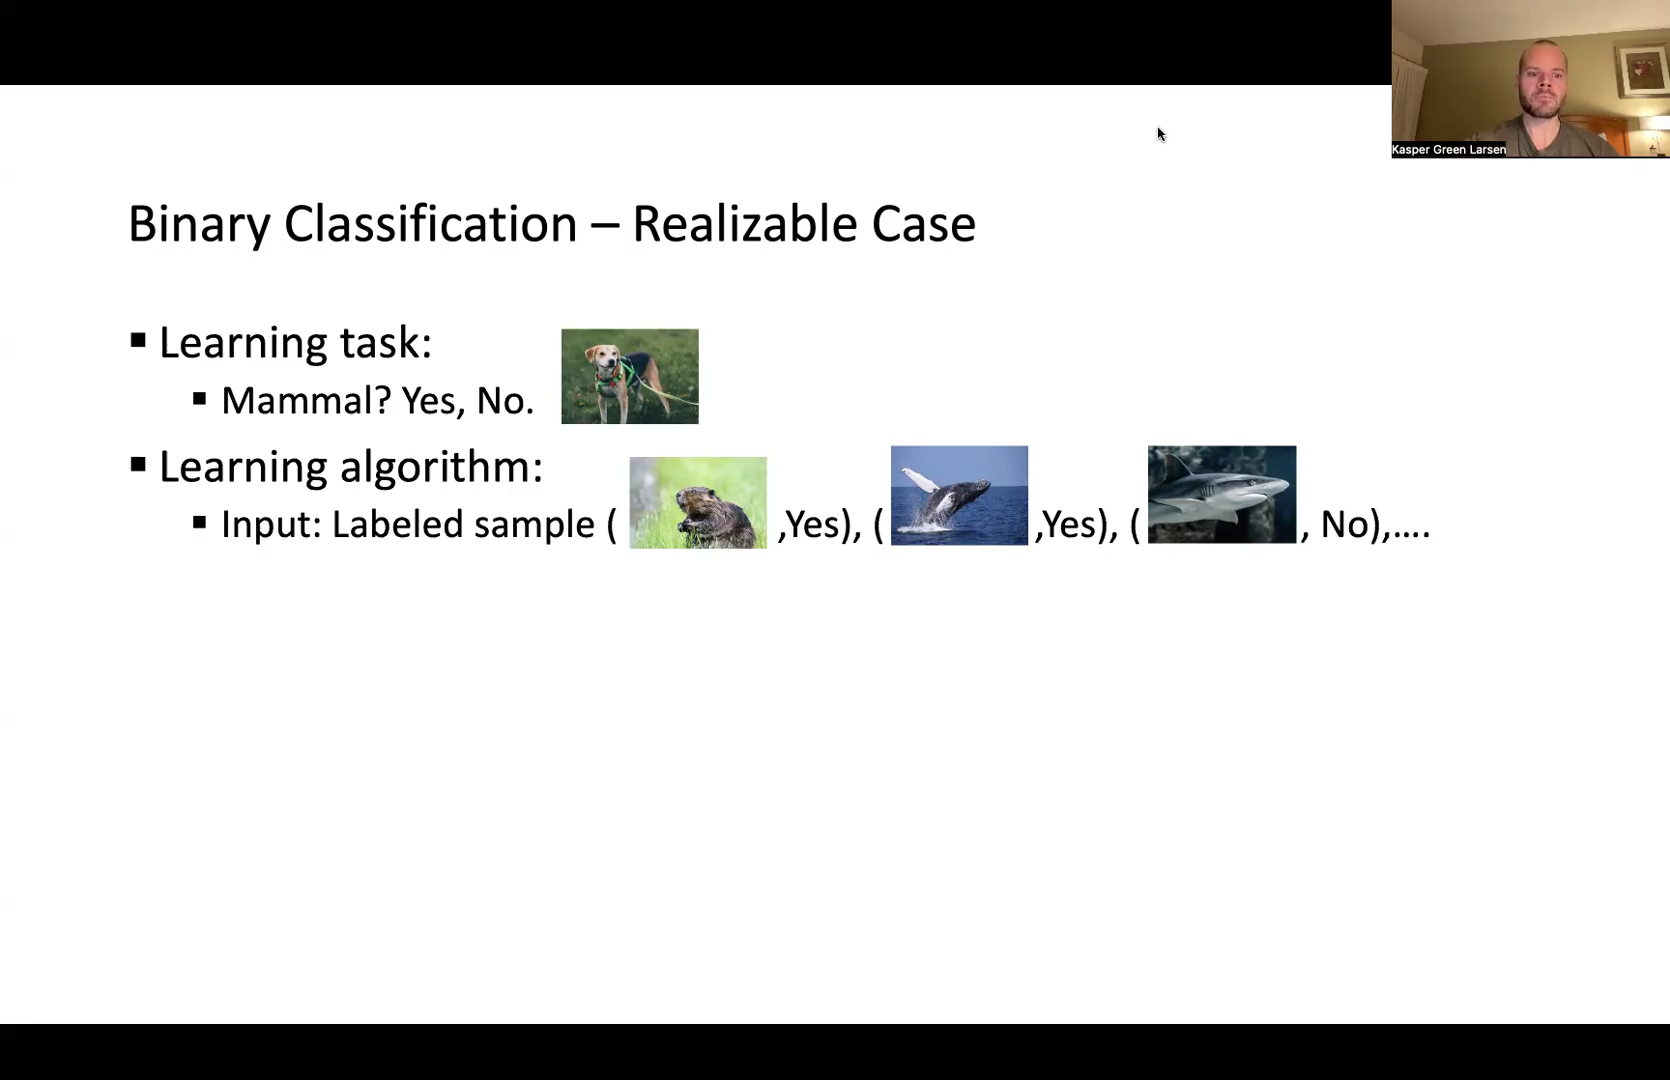 Kasper Green Larsen
Binary Classification – Realizable Case
▪ Learning task:
▪ Mammal? Yes, No.
▪ Learning algorithm:
▪ Input: Labeled sample ( ,Yes), ( ,Yes), ( , No),....